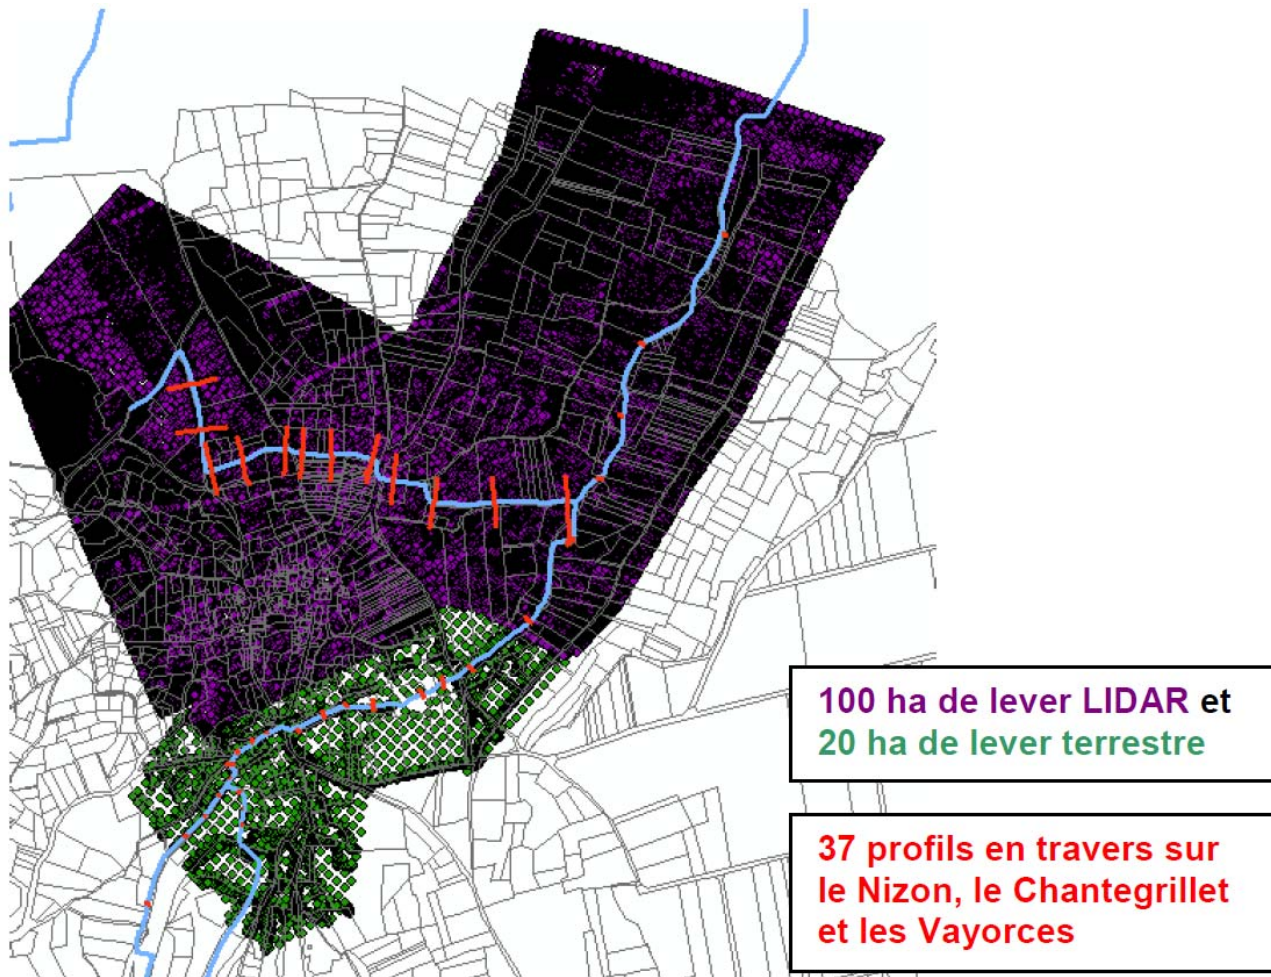 100 ha de lever LIDAR et
20 ha de lever terrestre
37 profils en travers sur
le Nizon, le Chantegrillet
et les Vayorces